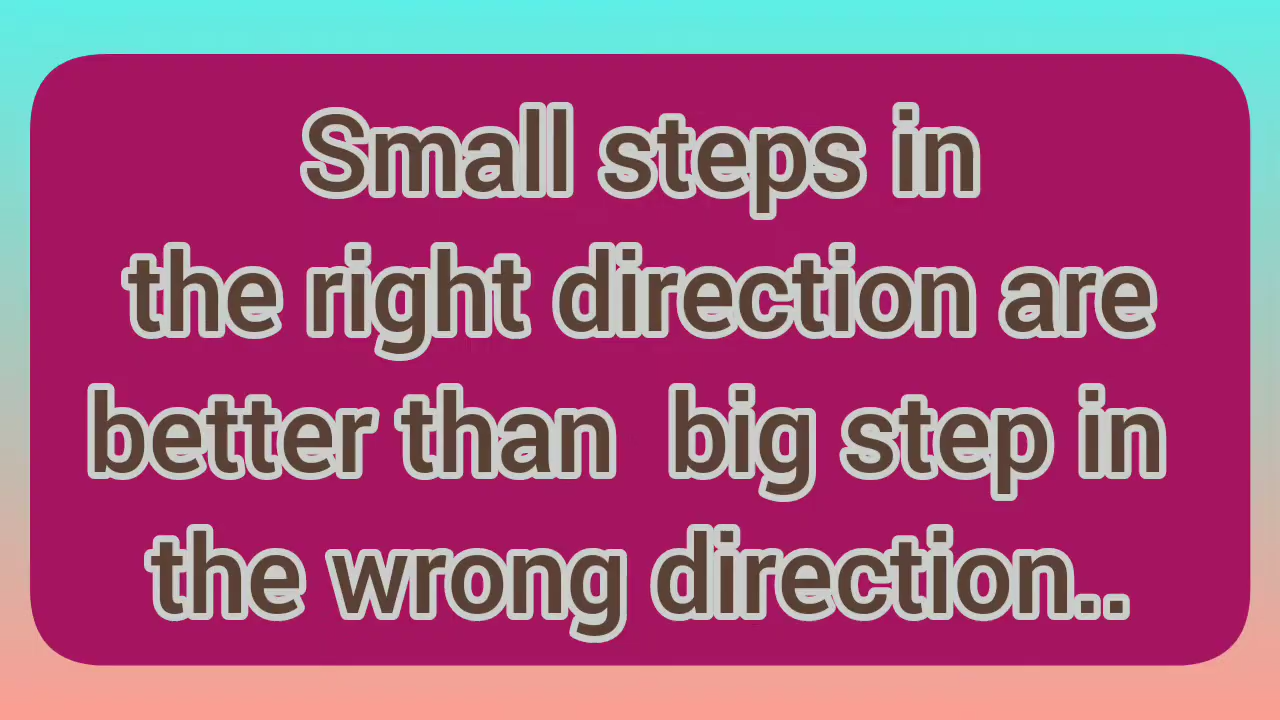 Small steps in
the right direction are
better than  big step in
the wrong direction..